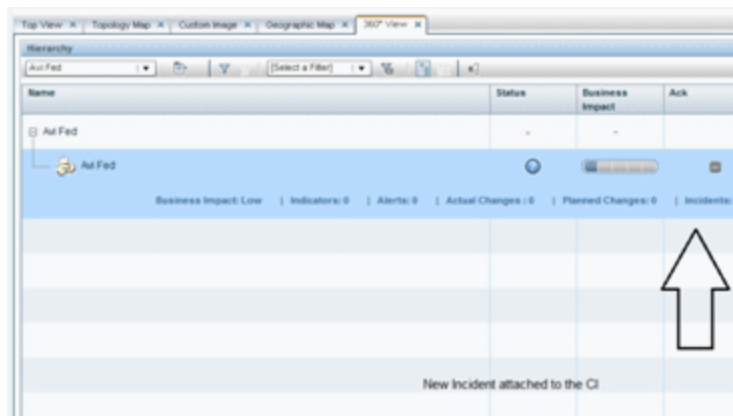 Top View Topology Map Custom Image Geographic Map 360° View
Hierarchy
Avi Fed [Select a Filter]
Name Status Business Impact Ack
Avi Fed - -
Avi Fed
Business Impact: Low | Indicators: 0 | Alerts: 0 | Actual Changes : 0 | Planned Changes: 0 | Incidents:
New Incident attached to the CI